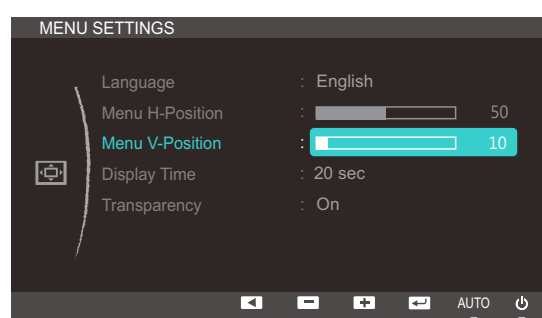 MENU SETTINGS
Language : English
Menu H-Position : 50
Menu V-Position : 10
Display Time : 20 sec
Transparency : On
AUTO